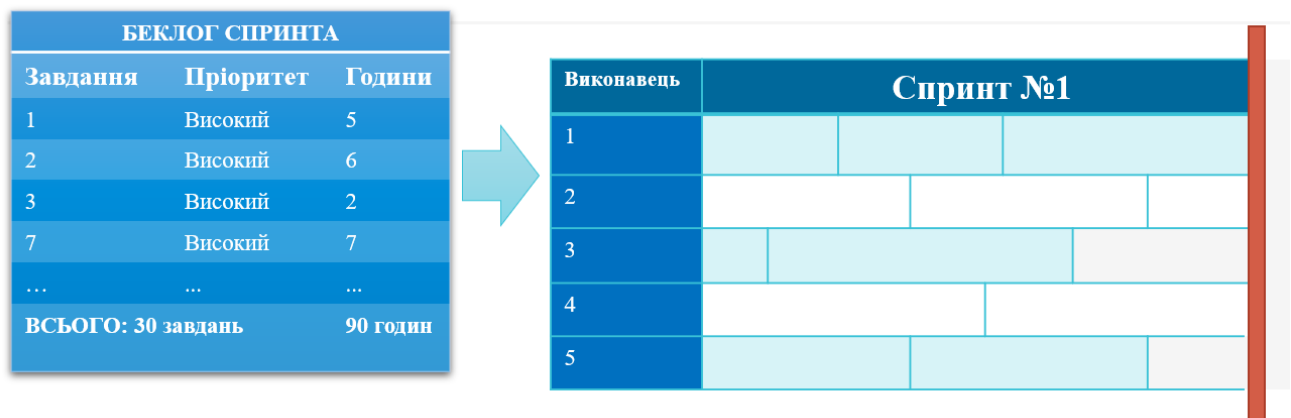 БЕКЛОГ СПРИНТА
Завдання Пріоритет Години
1 Високий 5
2 Високий 6
3 Високий 2
7 Високий 7
… ... ...
ВСЬОГО: 30 завдань 90 годин
Виконавець Спринт №1
1
2
3
4
5